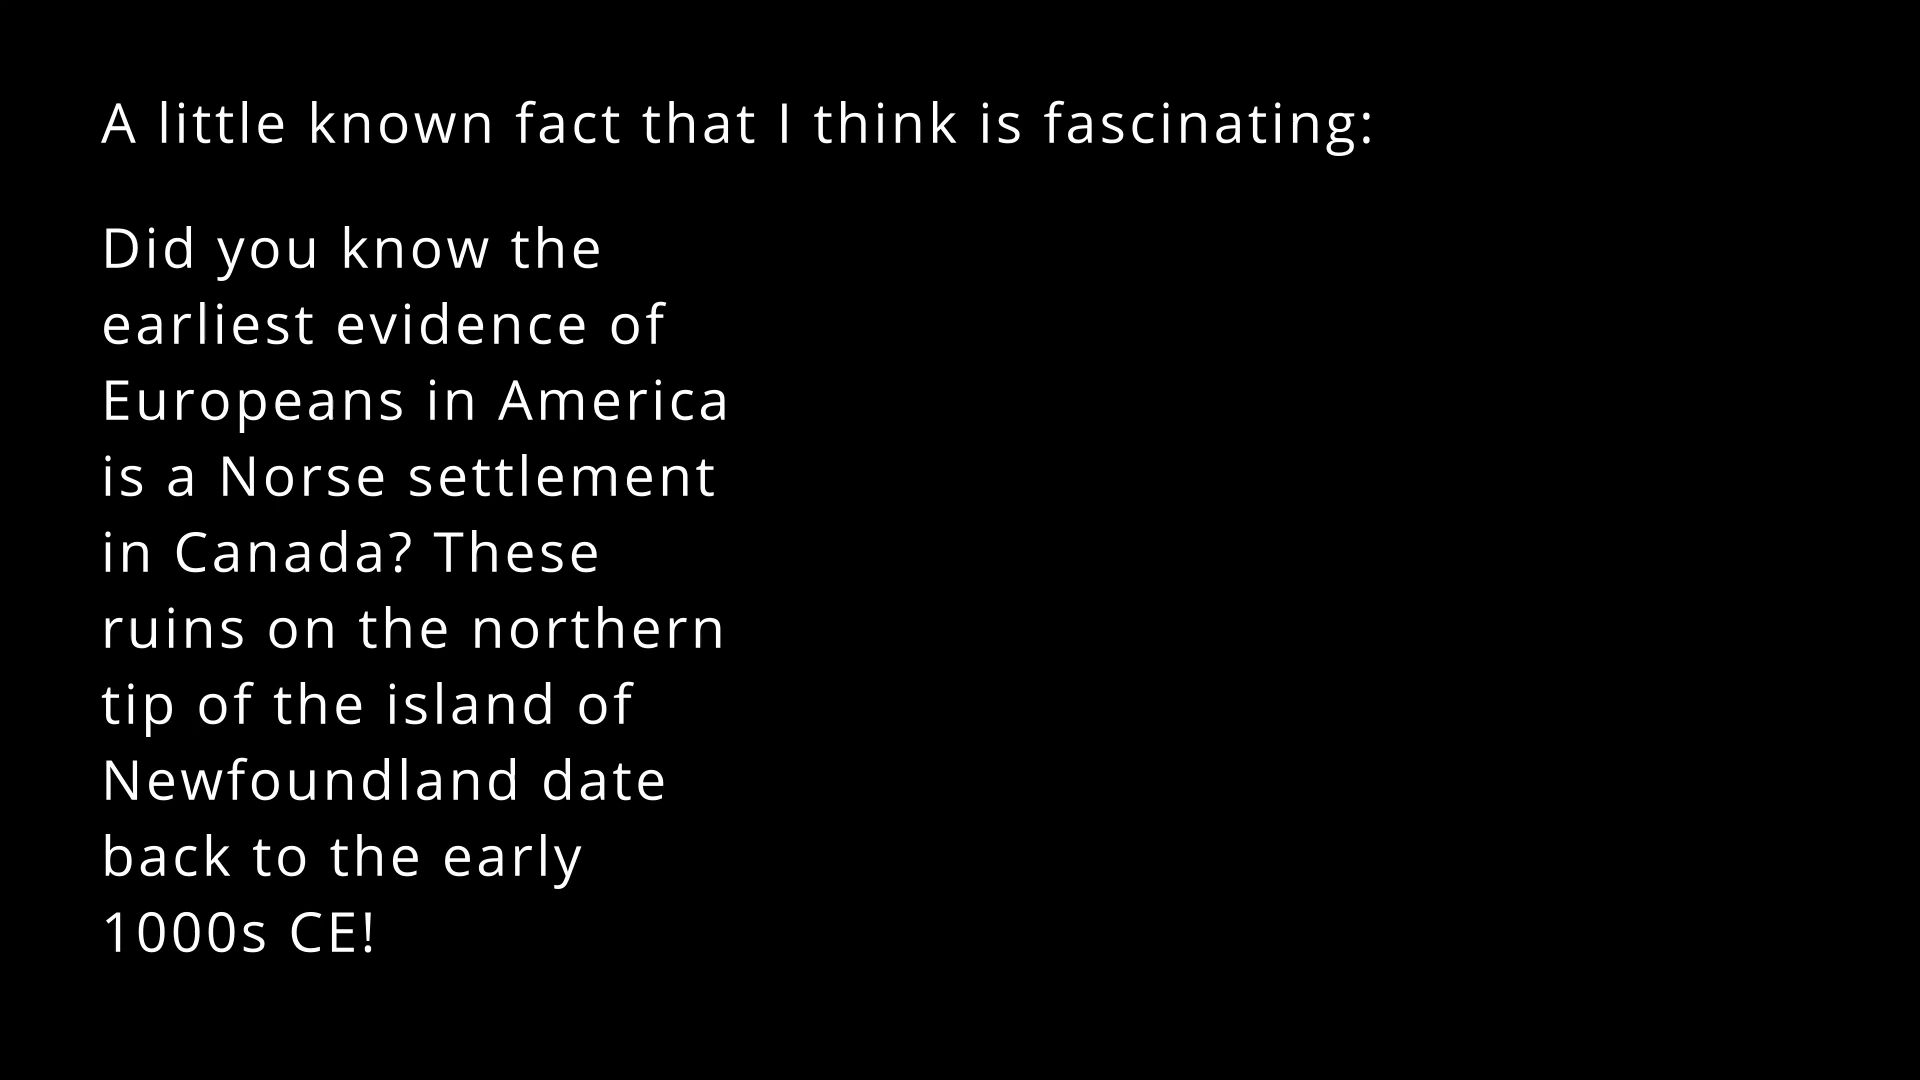 A little known fact that I think is fascinating:
Did you know the
earliest evidence of
Europeans in America
is a Norse settlement
in Canada? These
ruins on the northern
tip of the island of
Newfoundland date
back to the early
1000s CE!